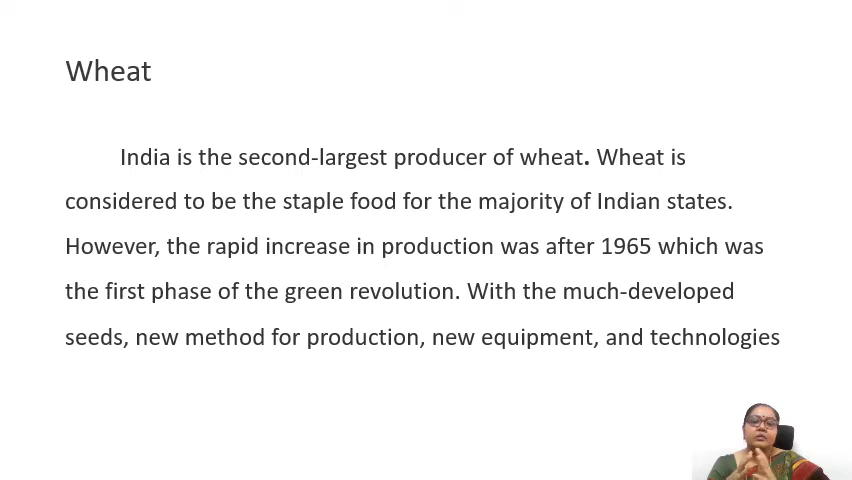 Wheat
India is the second-largest producer of wheat. Wheat is
considered to be the staple food for the majority of Indian states.
However, the rapid increase in production was after 1965 which was
the first phase of the green revolution. With the much-developed
seeds, new method for production, new equipment, and technologies